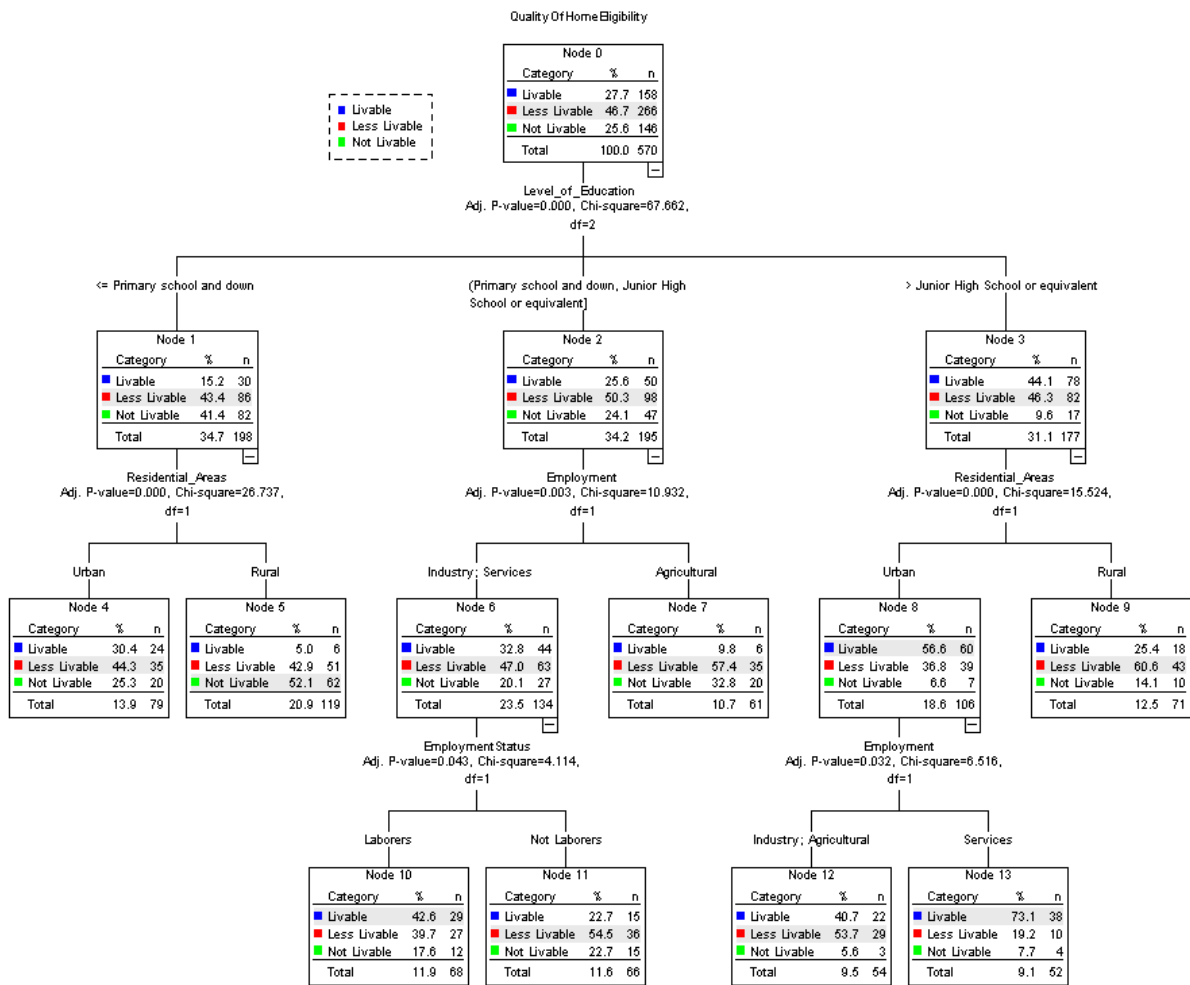 Quality Of Home Eligibility
Livable
Less Livable
Not Livable
Node 0
Category % n
Livable 27.7 158
Less Livable 46.7 266
Not Livable 25.6 146
Total 100.0 570
Level_of_Education
Adj. P-value=0.000, Chi-square=67.662,
df=2
<= Primary school and down
(Primary school and down, Junior High
School or equivalent]
> Junior High School or equivalent
Node 1
Category % n
Livable 15.2 30
Less Livable 43.4 86
Not Livable 41.4 82
Total 34.7 198
Node 2
Category % n
Livable 25.6 50
Less Livable 50.3 98
Not Livable 24.1 47
Total 34.2 195
Node 3
Category % n
Livable 44.1 78
Less Livable 46.3 82
Not Livable 9.6 17
Total 31.1 177
Residential_Areas
Adj. P-value=0.000, Chi-square=26.737,
df=1
Employment
Adj. P-value=0.003, Chi-square=10.932,
df=1
Residential_Areas
Adj. P-value=0.000, Chi-square=15.524,
df=1
Urban
Rural
Industry; Services
Agricultural
Urban
Rural
Node 4
Category % n
Livable 30.4 24
Less Livable 44.3 35
Not Livable 25.3 20
Total 13.9 79
Node 5
Category % n
Livable 5.0 6
Less Livable 42.9 51
Not Livable 52.1 62
Total 20.9 119
Node 6
Category % n
Livable 32.8 44
Less Livable 47.0 63
Not Livable 20.1 27
Total 23.5 134
Node 7
Category % n
Livable 9.8 6
Less Livable 57.4 35
Not Livable 32.8 20
Total 10.7 61
Node 8
Category % n
Livable 56.6 60
Less Livable 36.8 39
Not Livable 6.6 7
Total 18.6 106
Node 9
Category % n
Livable 25.4 18
Less Livable 60.6 43
Not Livable 14.1 10
Total 12.5 71
Employment Status
Adj. P-value=0.043, Chi-square=4.114,
df=1
Employment
Adj. P-value=0.032, Chi-square=6.516,
df=1
Laborers
Not Laborers
Industry; Agricultural
Services
Node 10
Category % n
Livable 42.6 29
Less Livable 39.7 27
Not Livable 17.6 12
Total 11.9 68
Node 11
Category % n
Livable 22.7 15
Less Livable 54.5 36
Not Livable 22.7 15
Total 11.6 66
Node 12
Category % n
Livable 40.7 22
Less Livable 53.7 29
Not Livable 5.6 3
Total 9.5 54
Node 13
Category % n
Livable 73.1 38
Less Livable 19.2 10
Not Livable 7.7 4
Total 9.1 52